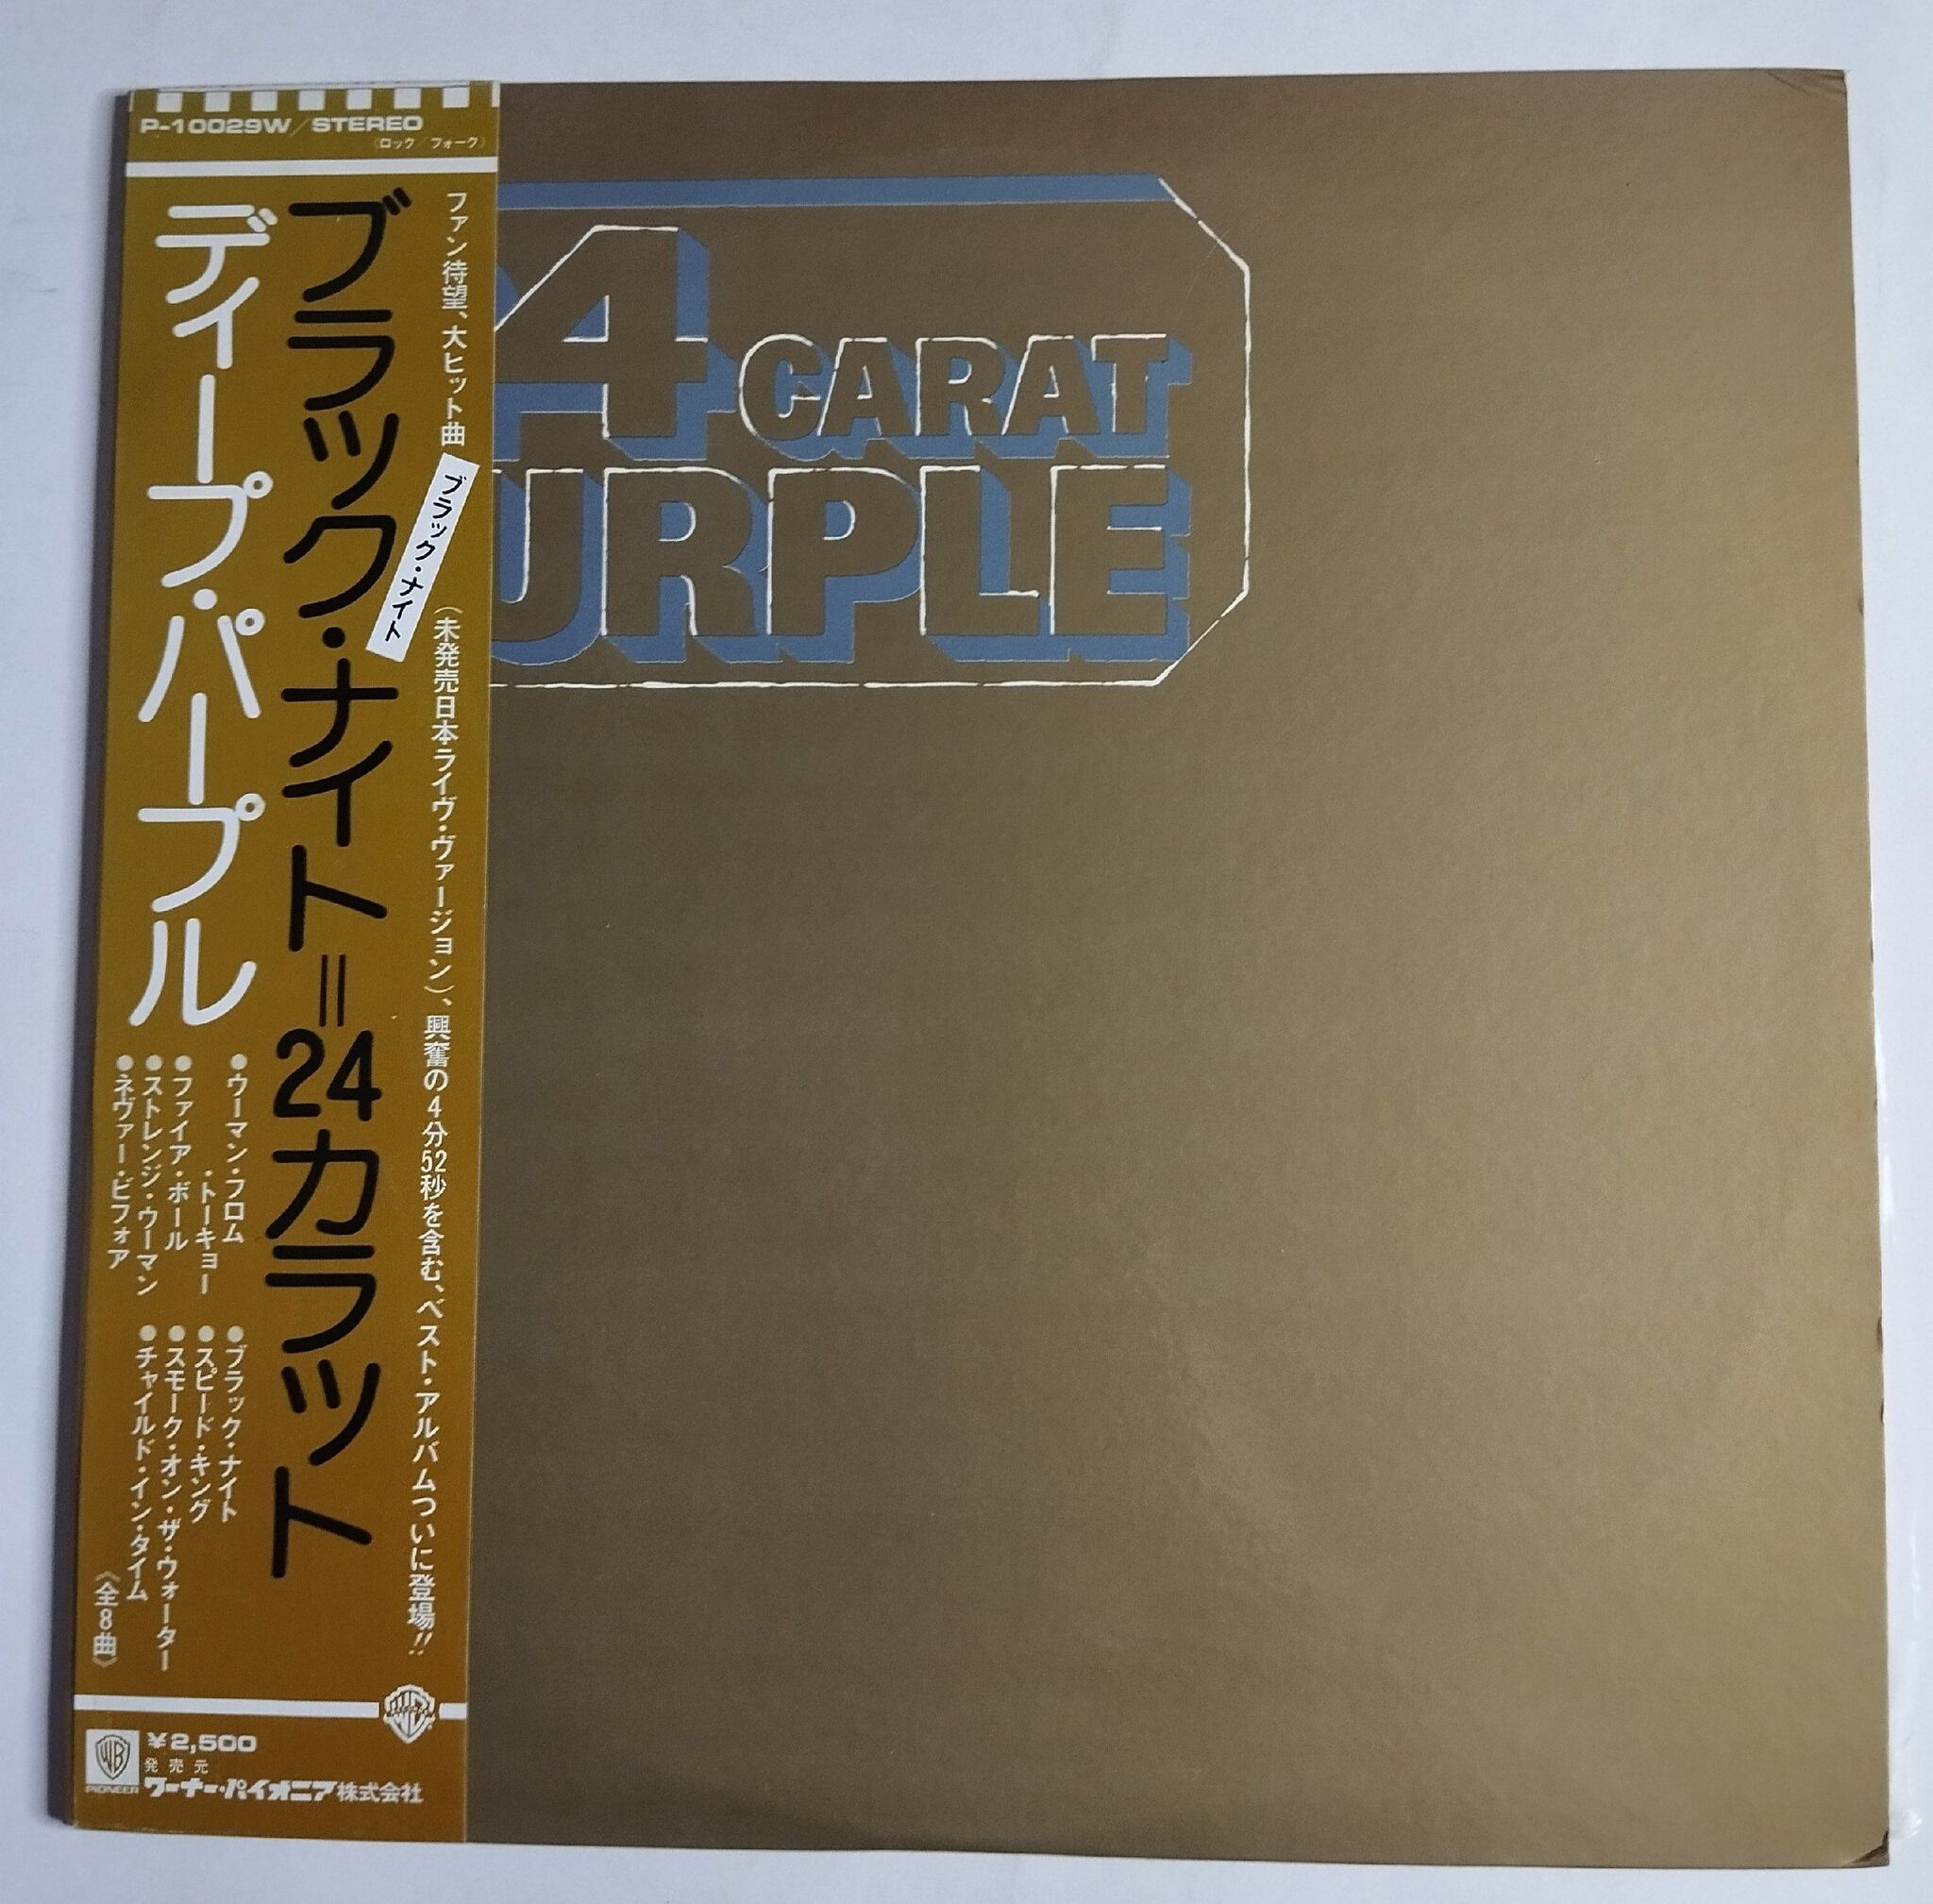 P-10029W/STEREO
(ロック/フォーク)
ファン待望、大ヒット曲
ブラック・ナイト
(未発売日本ライヴ・ヴァージョン)、興奮の4分52秒を含む、ベスト・アルバムついに登場!!
ブラック・ナイト=24カラット
ディープ・パープル
●ウーマン・フロム
・トーキョー
●ファイア・ボール
●ストレンジ・ウーマン
●ネヴァー・ビフォア
●ブラック・ナイト
●スピード・キング
●スモーク・オン・ザ・ウォーター
●チャイルド・イン・タイム
《全8曲》
¥2,500
発売元
ワーナー・パイオニア株式会社
WB
PIONEER
4 CARAT
URPLE